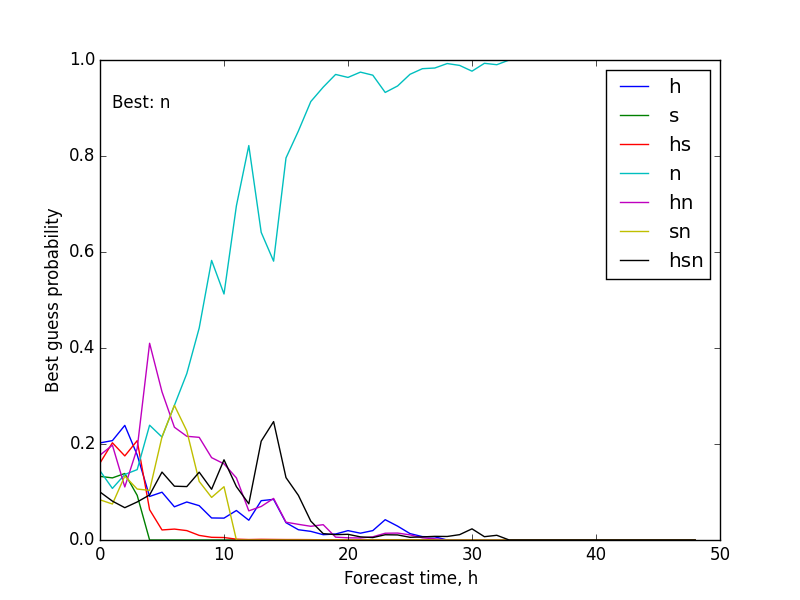 1.0
0.8
0.6
0.4
0.2
0.0
Best guess probability
Best: n
h
s
hs
n
hn
sn
hsn
0 10 20 30 40 50
Forecast time, h